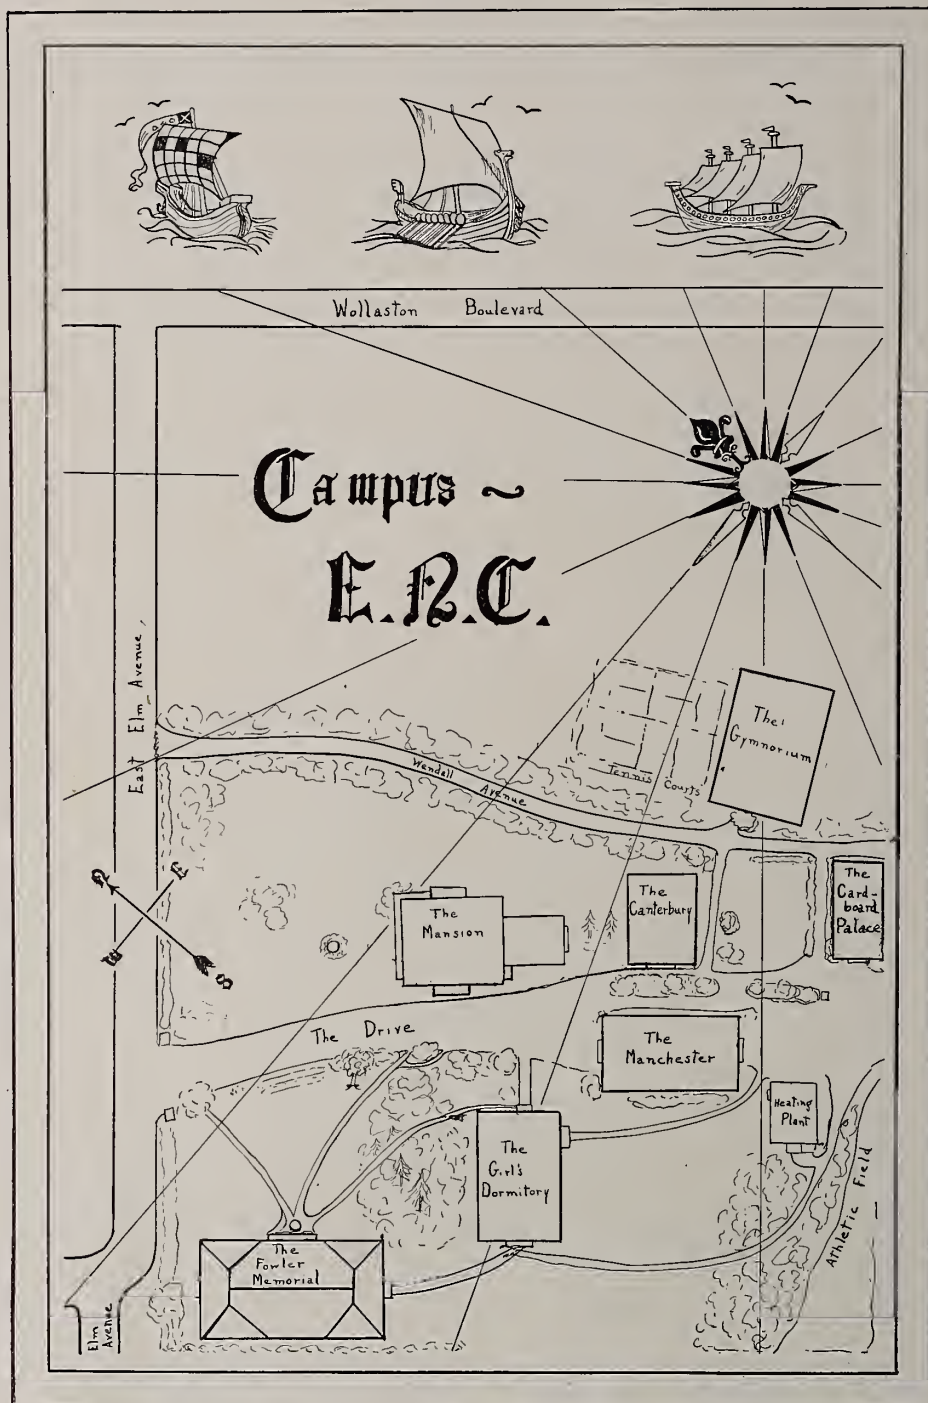 Wollaston Boulevard
Campus ~
E.N.C.
East Elm Avenue
Tennis Courts
The
Gymnorium
Wendell
Avenue
N
E
W
S
The
Mansion
The
Canterbury
The
Card-
board
Palace
The Drive
The
Manchester
Heating
Plant
The
Girl's
Dormitory
Athletic Field
The
Fowler
Memorial
Elm
Avenue